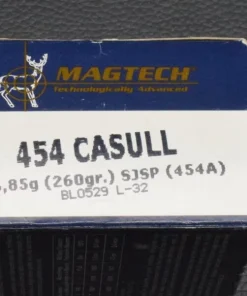 MAGTECH
Technologically Advanced
454 CASULL
,85g (260gr.) SJSP (454A)
BL0529 L-32